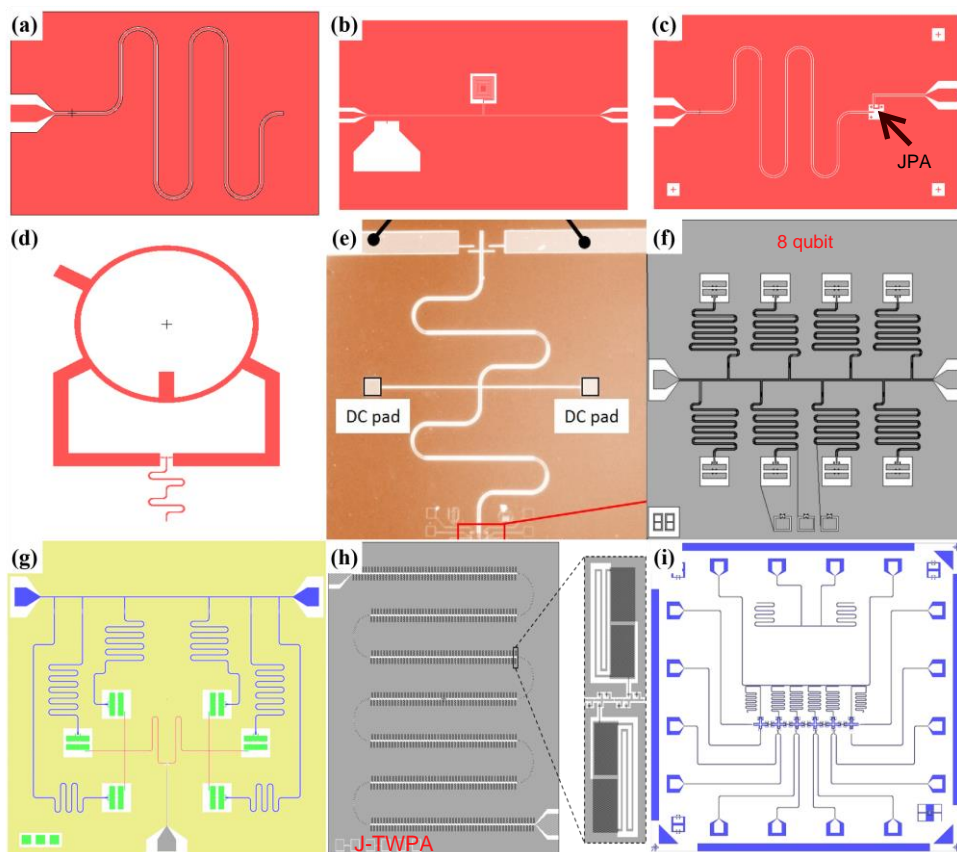 (a)
(b)
(c)
JPA
(d)
(e)
DC pad
DC pad
(f)
8 qubit
(g)
(h)
J-TWPA
(i)